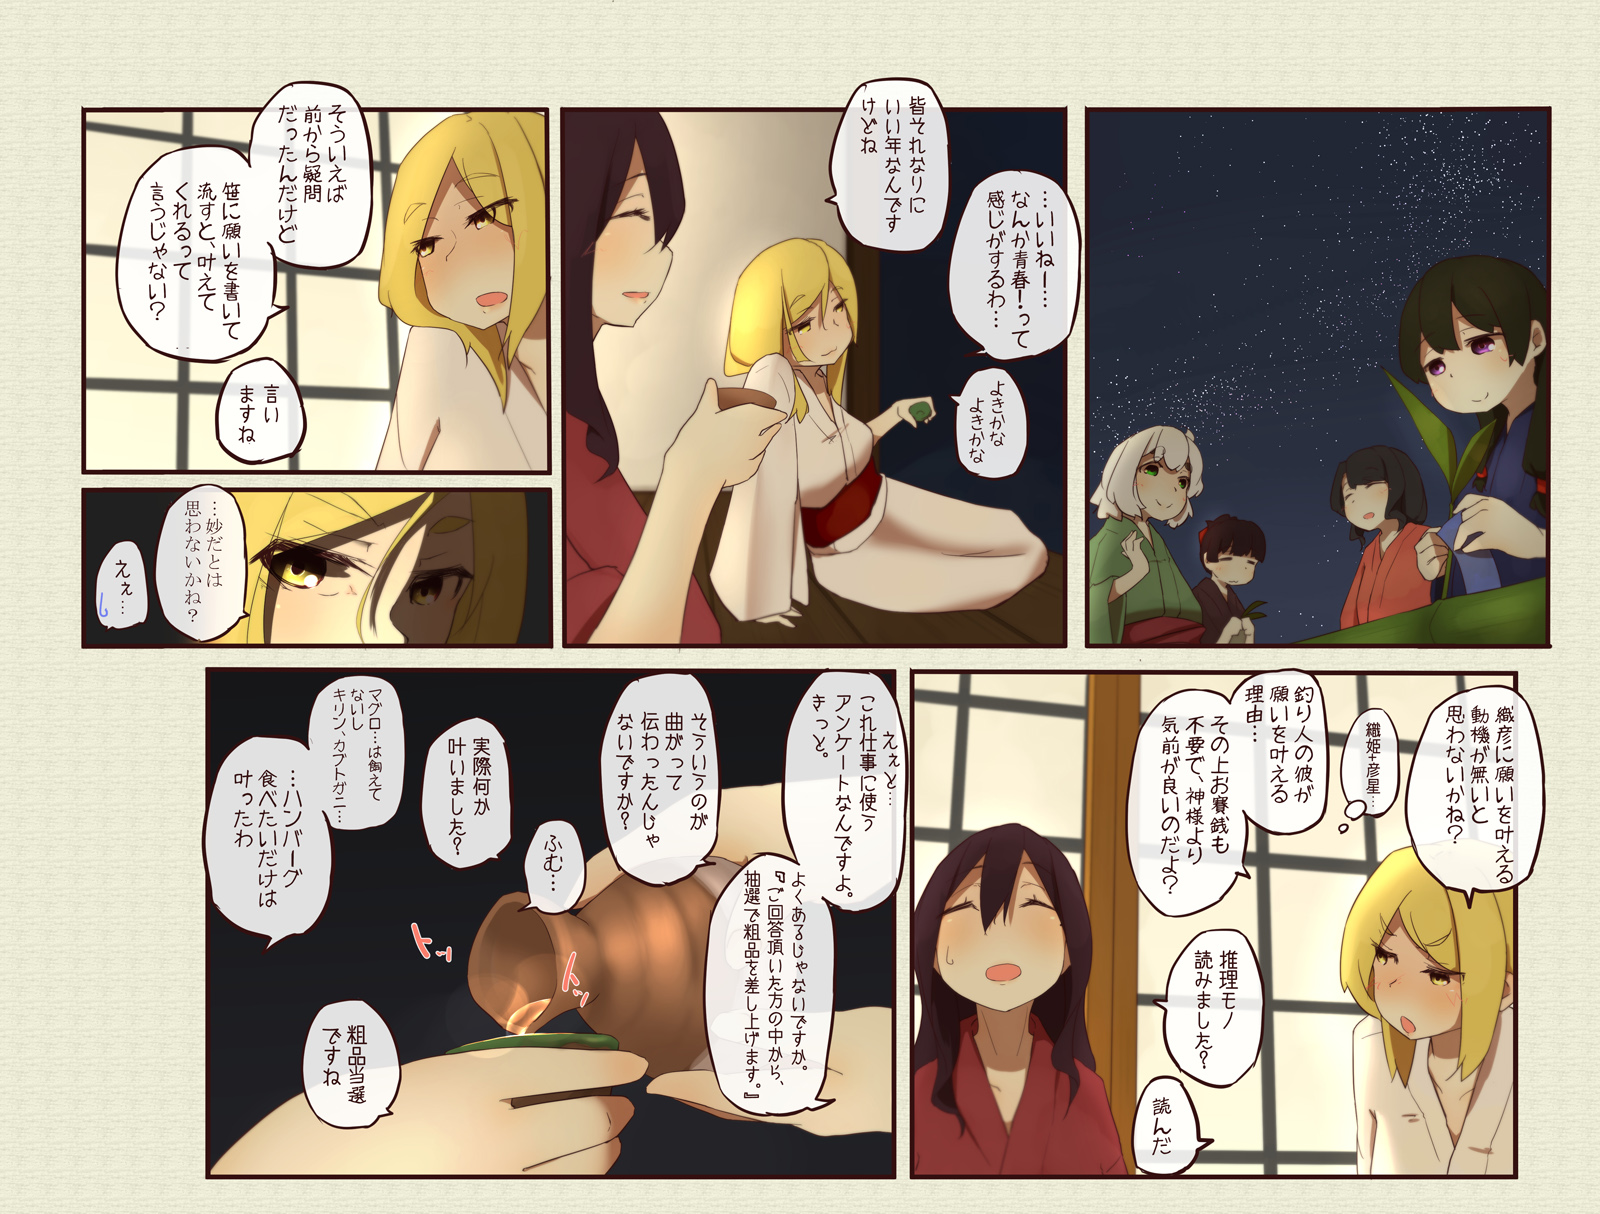 …いいねー…
なんか青春！って
感じがするわ…
皆それなりに
いい年なんです
けどね
よきかな
よきかな
そういえば
前から疑問
だったんだけど
笹に願いを書いて
流すと、叶えて
くれるって
言うじゃない？
言い
ますね
…妙だとは
思わないかね？
えぇ…
織彦に願いを叶える
動機が無いと
思わないかね？
織姫+彦星…
釣り人の彼が
願いを叶える
理由…
その上お賽銭も
不要で、神様より
気前が良いのだよ？
推理モノ
読みました？
読んだ
えぇと…
これ仕事に使う
アンケートなんですよ。
きっと。
よくあるじゃないですか。
『ご回答頂いた方の中から、
抽選で粗品を差し上げます。』
そういうのが
曲がって
伝わったんじゃ
ないですか？
ふむ…
実際何か
叶いました？
マグロ…は飼えて
ないし
キリン、カブトガニ…
…ハンバーグ
食べたいだけは
叶ったわ
トッ
トッ
粗品当選
ですね